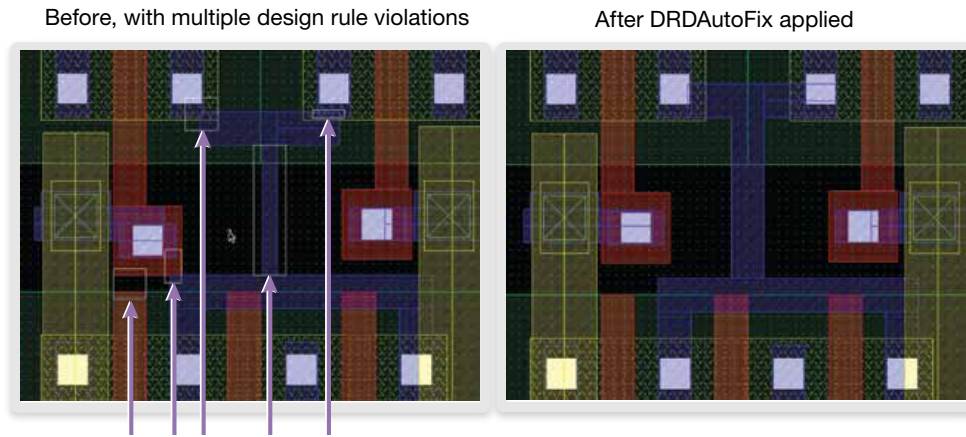 Before, with multiple design rule violations
After DRDAutoFix applied